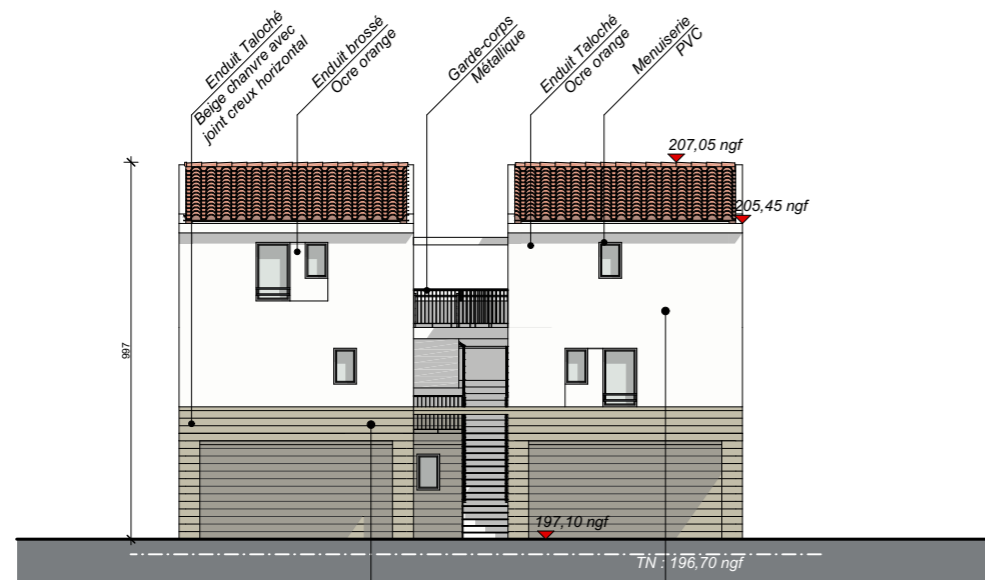 Enduit Taloché
Beige chanvre avec
joint creux horizontal
Enduit brossé
Ocre orange
Garde-corps
Métallique
Enduit Taloché
Ocre orange
Menuiserie
PVC
207,05 ngf
205,45 ngf
997
197,10 ngf
TN : 196,70 ngf